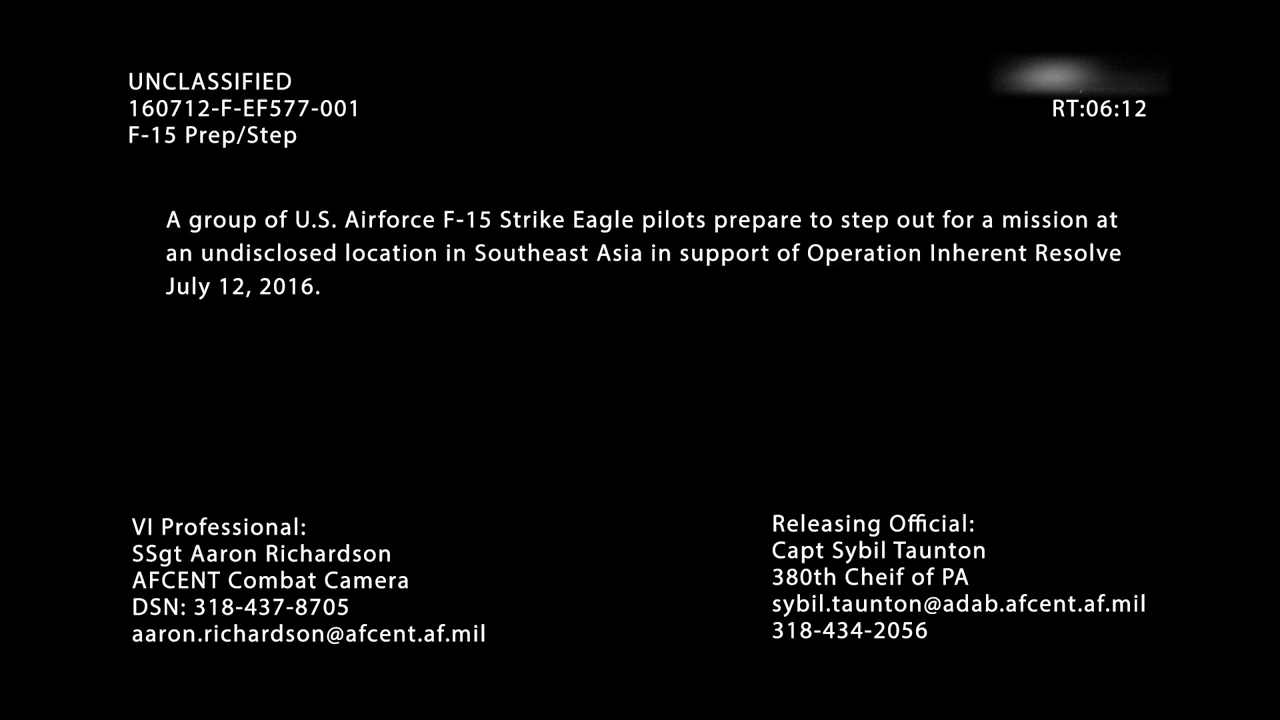 UNCLASSIFIED
160712-F-EF577-001
RT:06:12
F-15 Prep/Step
A group of U.S. Airforce F-15 Strike Eagle pilots prepare to step out for a mission at
an undisclosed location in Southeast Asia in support of Operation Inherent Resolve
July 12, 2016.
VI Professional:
SSgt Aaron Richardson
AFCENT Combat Camera
DSN: 318-437-8705
aaron.richardson@afcent.af.mil
Releasing Official:
Capt Sybil Taunton
380th Cheif of PA
sybil.taunton@adab.afcent.af.mil
318-434-2056